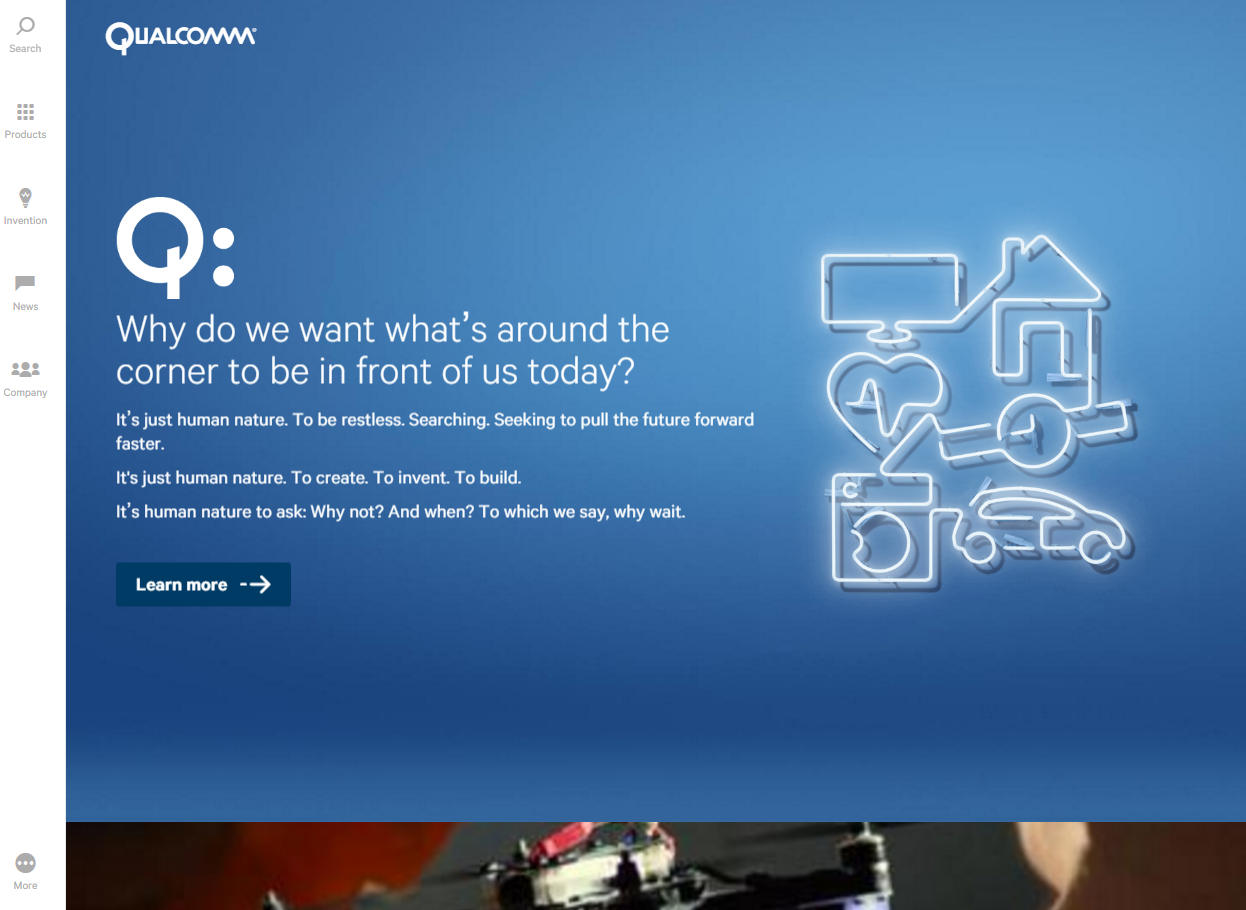 Search
Products
Invention
News
Company
More
QUALCOMM®
Q:
Why do we want what’s around the
corner to be in front of us today?
It’s just human nature. To be restless. Searching. Seeking to pull the future forward
faster.
It's just human nature. To create. To invent. To build.
It’s human nature to ask: Why not? And when? To which we say, why wait.
Learn more